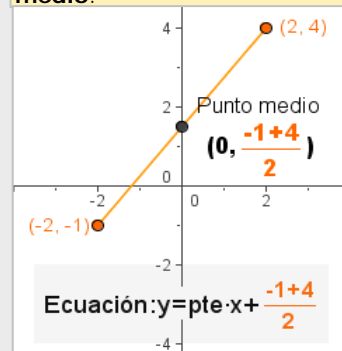 medio.
4
(2, 4)
2
Punto medio
(0, -1+4/2 )
0
-2
0
2
(-2, -1)
-2
Ecuación:y=pte·x+ -1+4/2
-4